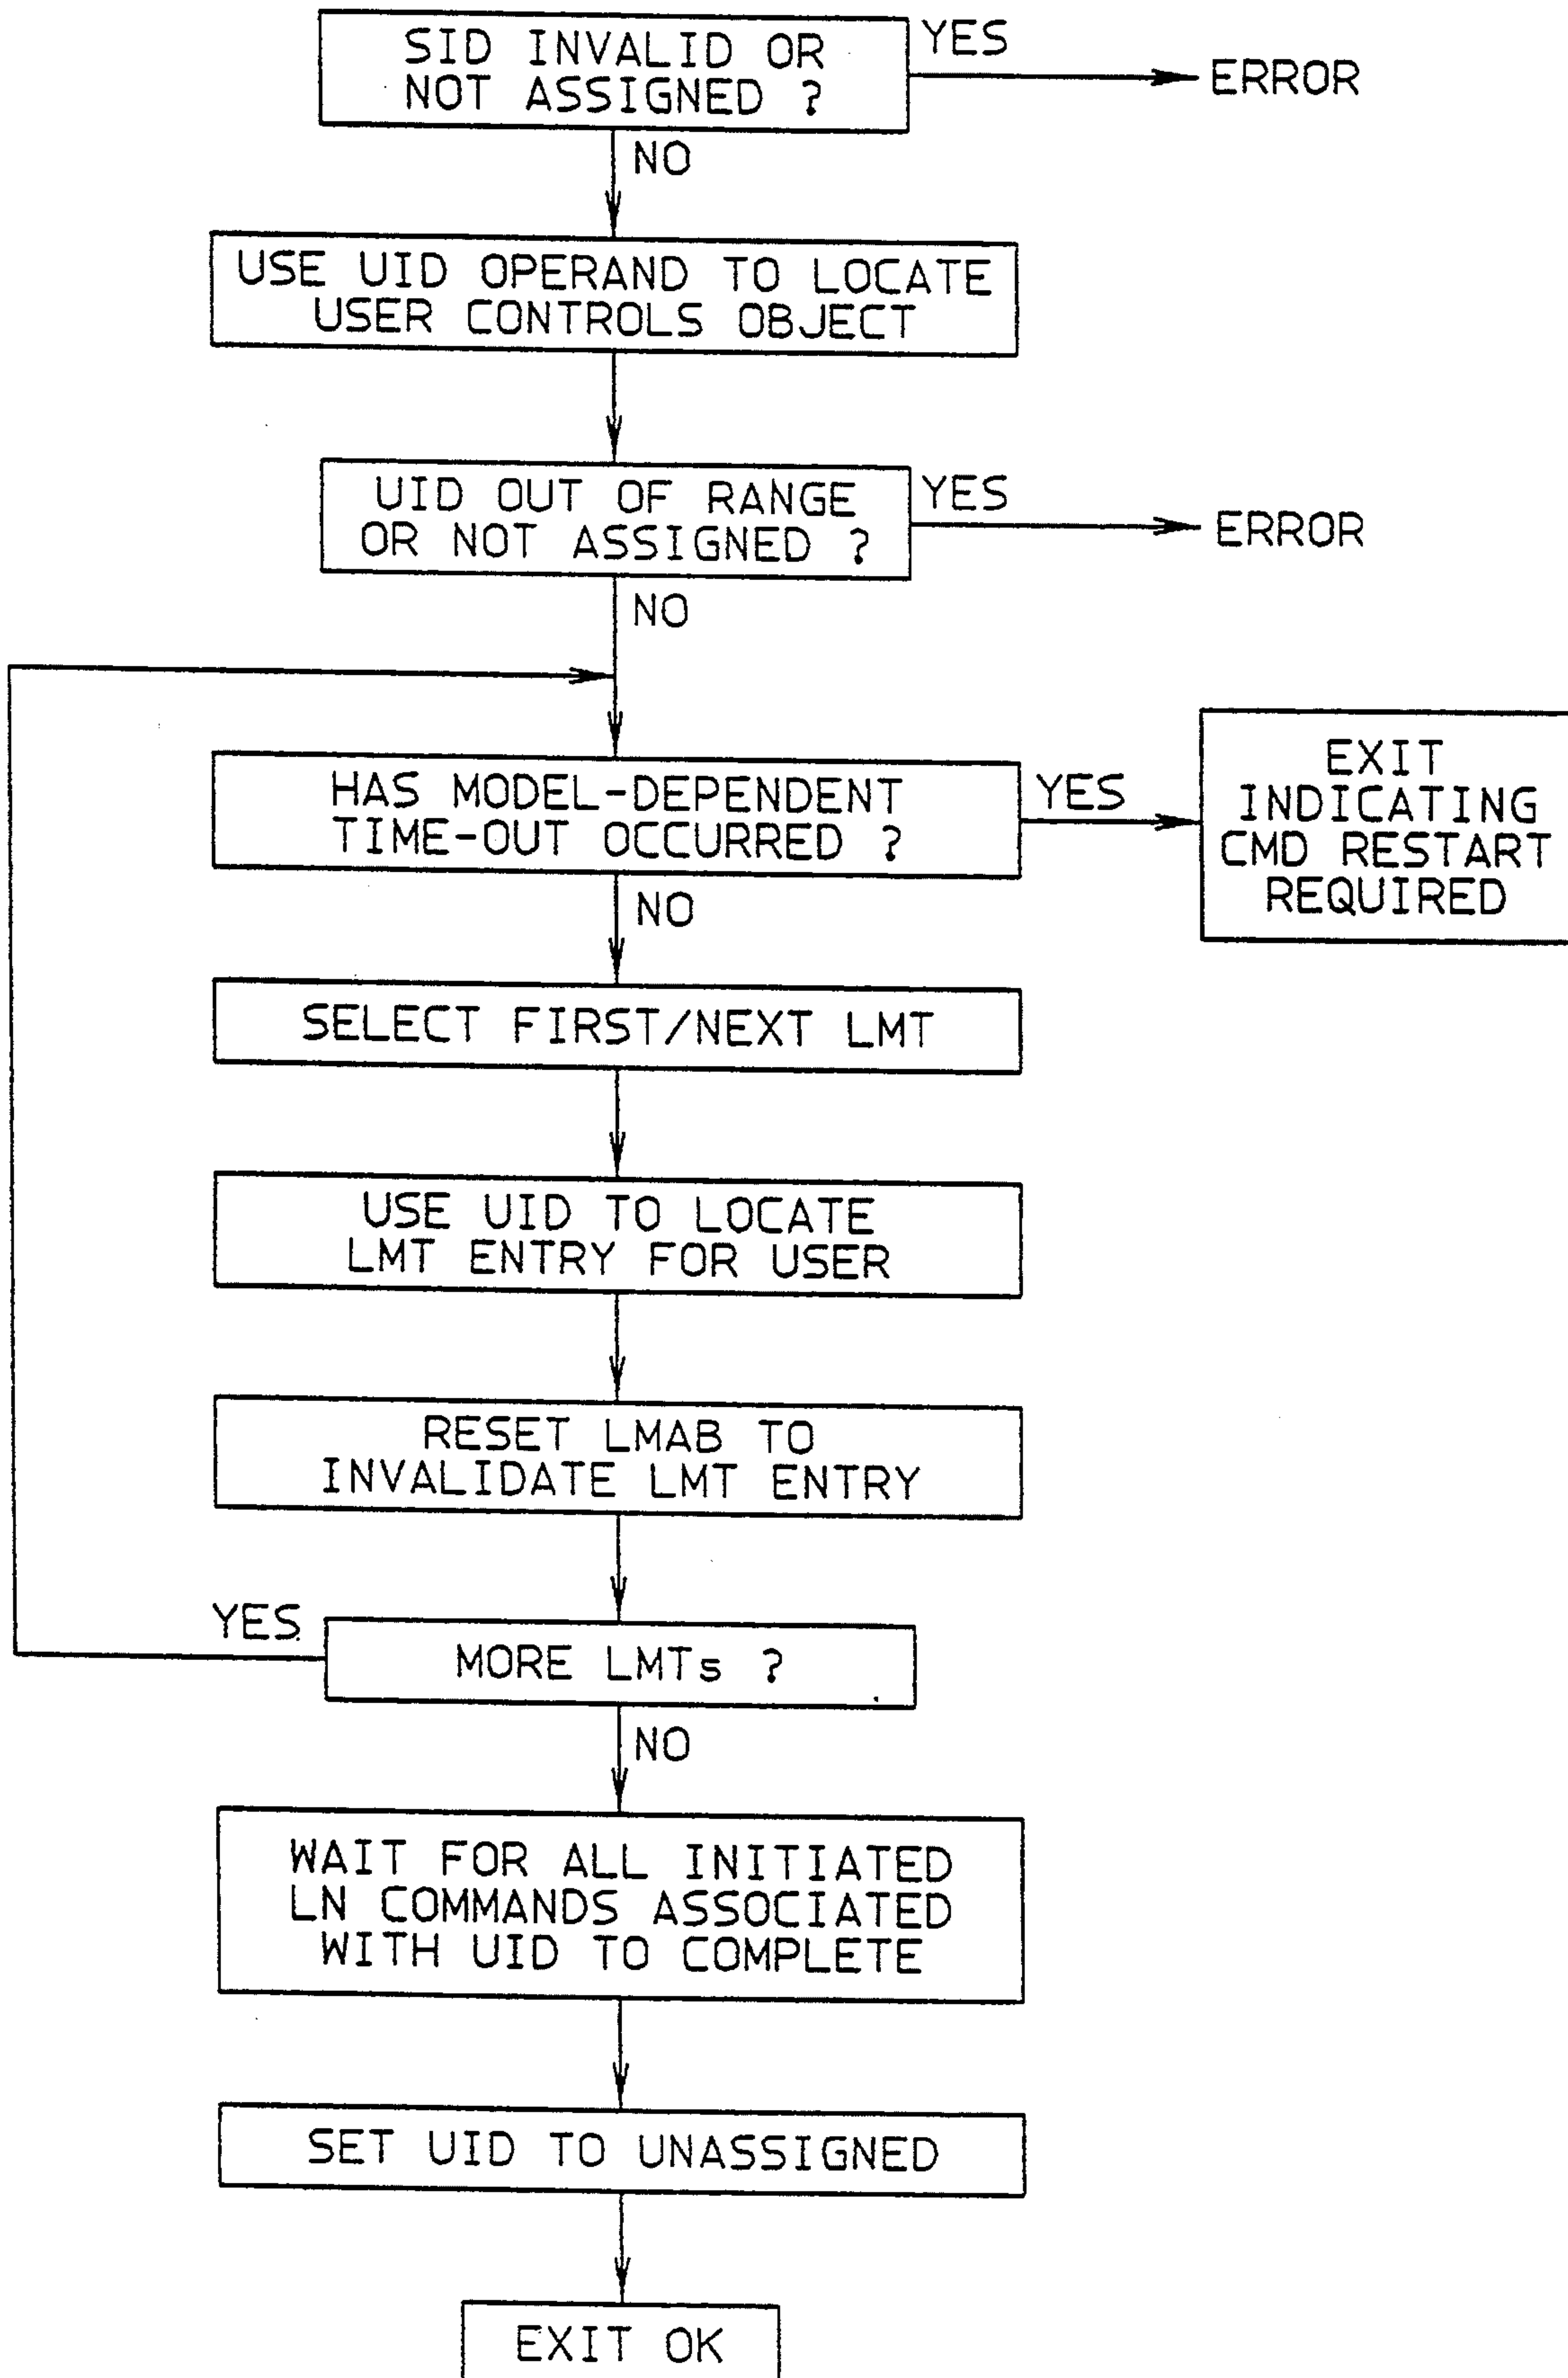 SID INVALID OR
NOT ASSIGNED ?
YES
ERROR
NO
USE UID OPERAND TO LOCATE
USER CONTROLS OBJECT
UID OUT OF RANGE
OR NOT ASSIGNED ?
YES
ERROR
NO
HAS MODEL-DEPENDENT
TIME-OUT OCCURRED ?
YES
EXIT
INDICATING
CMD RESTART
REQUIRED
NO
SELECT FIRST/NEXT LMT
USE UID TO LOCATE
LMT ENTRY FOR USER
RESET LMAB TO
INVALIDATE LMT ENTRY
YES
MORE LMTs ?
NO
WAIT FOR ALL INITIATED
LN COMMANDS ASSOCIATED
WITH UID TO COMPLETE
SET UID TO UNASSIGNED
EXIT OK